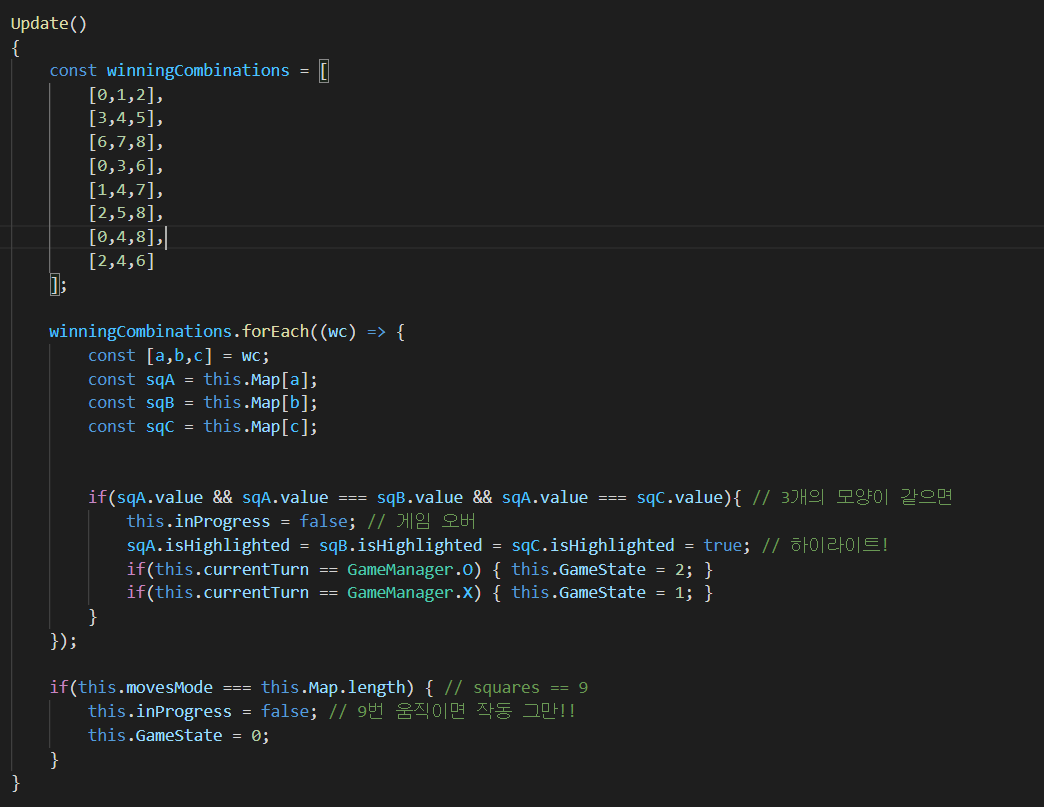 Update()
{
const winningCombinations = [
[0,1,2],
[3,4,5],
[6,7,8],
[0,3,6],
[1,4,7],
[2,5,8],
[0,4,8],
[2,4,6]
];
winningCombinations.forEach((wc) => {
const [a,b,c] = wc;
const sqA = this.Map[a];
const sqB = this.Map[b];
const sqC = this.Map[c];
if(sqA.value && sqA.value === sqB.value && sqA.value === sqC.value){ // 3개의 모양이 같으면
this.inProgress = false; // 게임 오버
sqA.isHighlighted = sqB.isHighlighted = sqC.isHighlighted = true; // 하이라이트!
if(this.currentTurn == GameManager.O) { this.GameState = 2; }
if(this.currentTurn == GameManager.X) { this.GameState = 1; }
}
});
if(this.movesMode === this.Map.length) { // squares == 9
this.inProgress = false; // 9번 움직이면 작동 그만!!
this.GameState = 0;
}
}